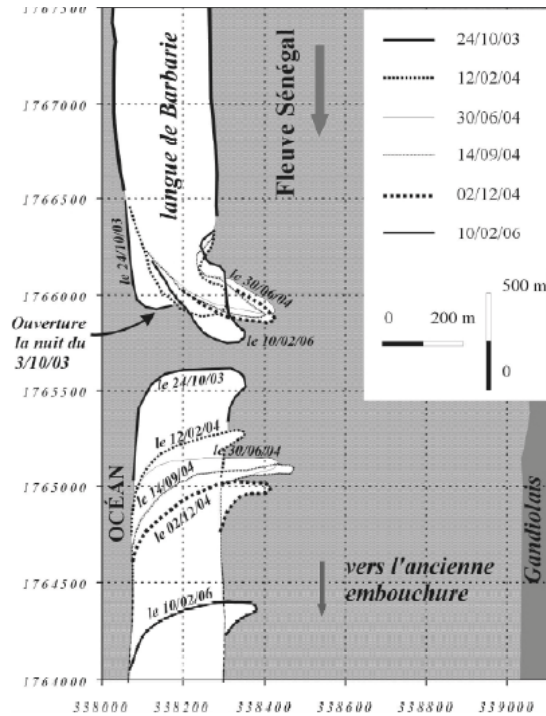 1767500
1767000
1766500
1766000
1765500
1765000
1764500
1764000
338000
338200
338400
338600
338800
339000
langue de Barbarie
Fleuve Sénégal
24/10/03
12/02/04
30/06/04
14/09/04
02/12/04
10/02/06
0
200 m
500 m
0
le 24/10/03
le 30/06/04
le 10/02/06
Ouverture
la nuit du
3/10/03
le 24/10/03
le 12/02/04
le 30/06/04
le 14/09/04
le 02/12/04
le 10/02/06
OCÉAN
vers l'ancienne
embouchure
Gandiolais